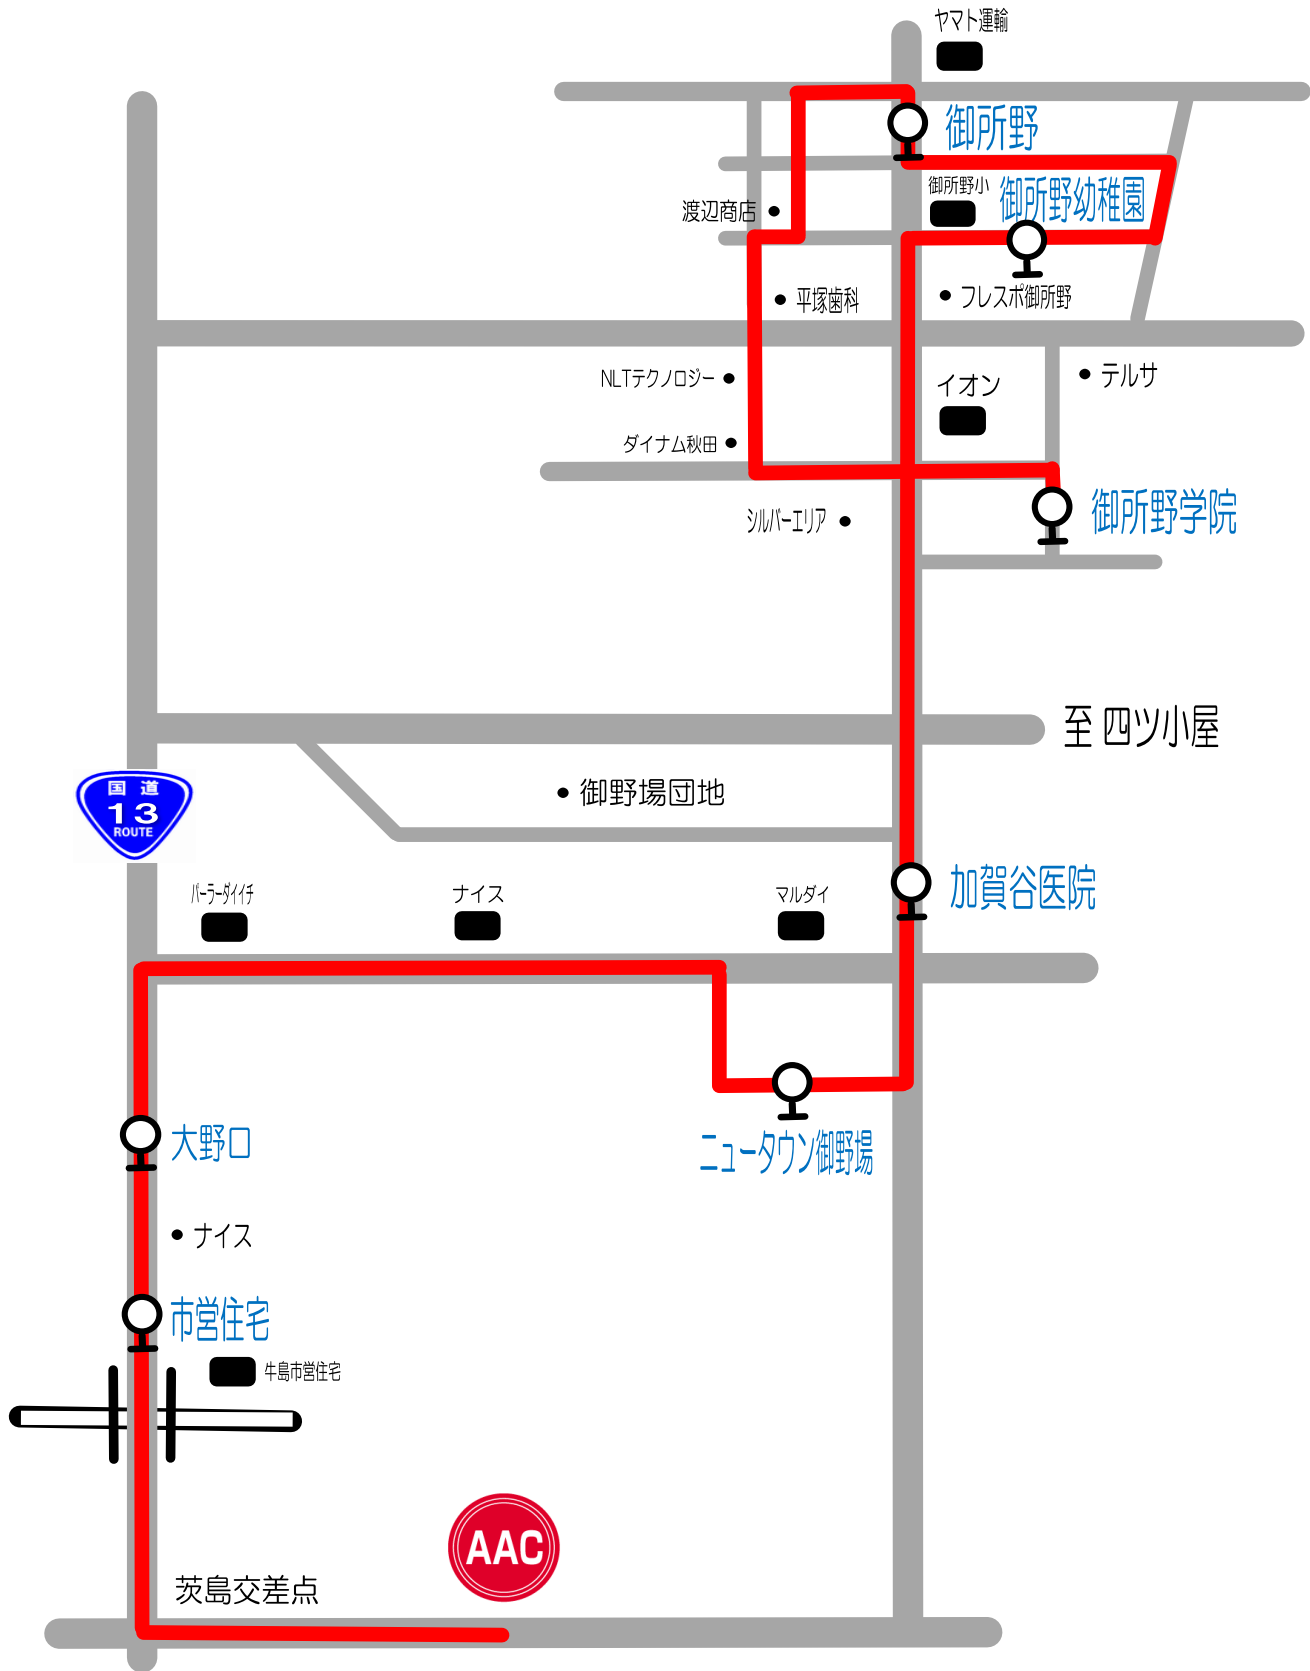 ヤマト運輸
御所野
御所野小
御所野幼稚園
渡辺商店
平塚歯科
フレスポ御所野
NLTテクノロジー
イオン
テルサ
ダイナム秋田
シルバーエリア
御所野学院
至 四ツ小屋
国道
13
ROUTE
御野場団地
パーラーダイイチ
ナイス
マルダイ
加賀谷医院
大野口
ニュータウン御野場
ナイス
市営住宅
牛島市営住宅
AAC
茨島交差点